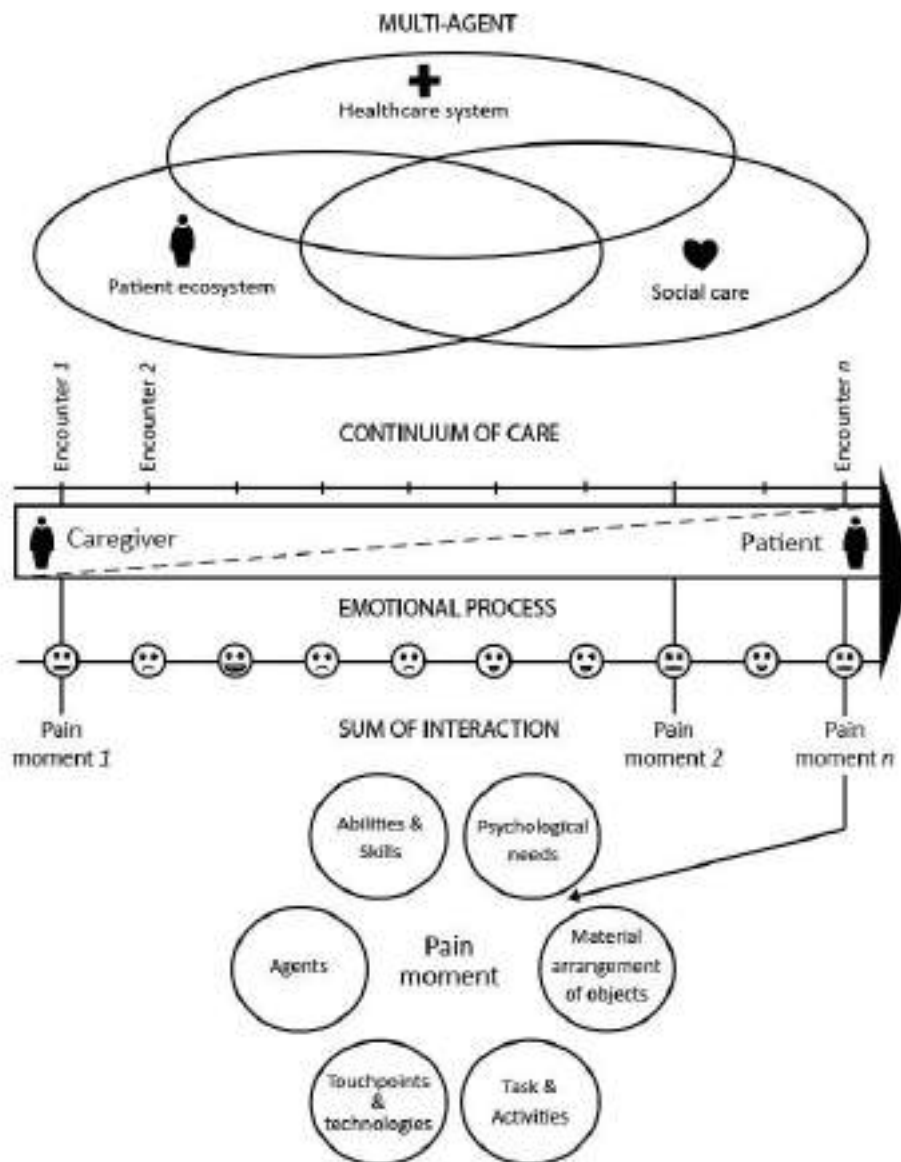 MULTI-AGENT
Healthcare system
Patient ecosystem
Social care
Encounter 1
Encounter 2
Encounter n
CONTINUUM OF CARE
Caregiver
Patient
EMOTIONAL PROCESS
Pain
moment 1
SUM OF INTERACTION
Pain
moment 2
Pain
moment n
Abilities &
Skills
Psychological
needs
Agents
Pain
moment
Material
arrangement
of objects
Touchpoints
&
technologies
Task &
Activities